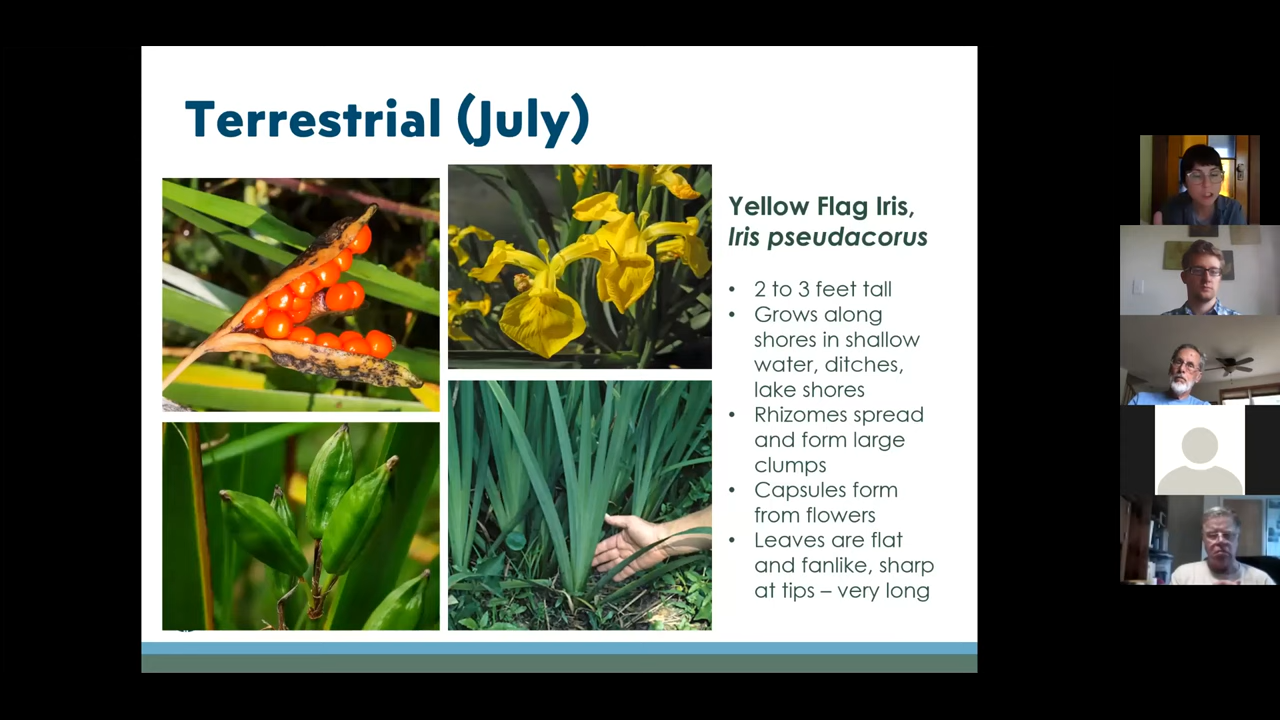 Terrestrial (July)
Yellow Flag Iris,
Iris pseudacorus
• 2 to 3 feet tall
• Grows along
shores in shallow
water, ditches,
lake shores
• Rhizomes spread
and form large
clumps
• Capsules form
from flowers
• Leaves are flat
and fanlike, sharp
at tips – very long